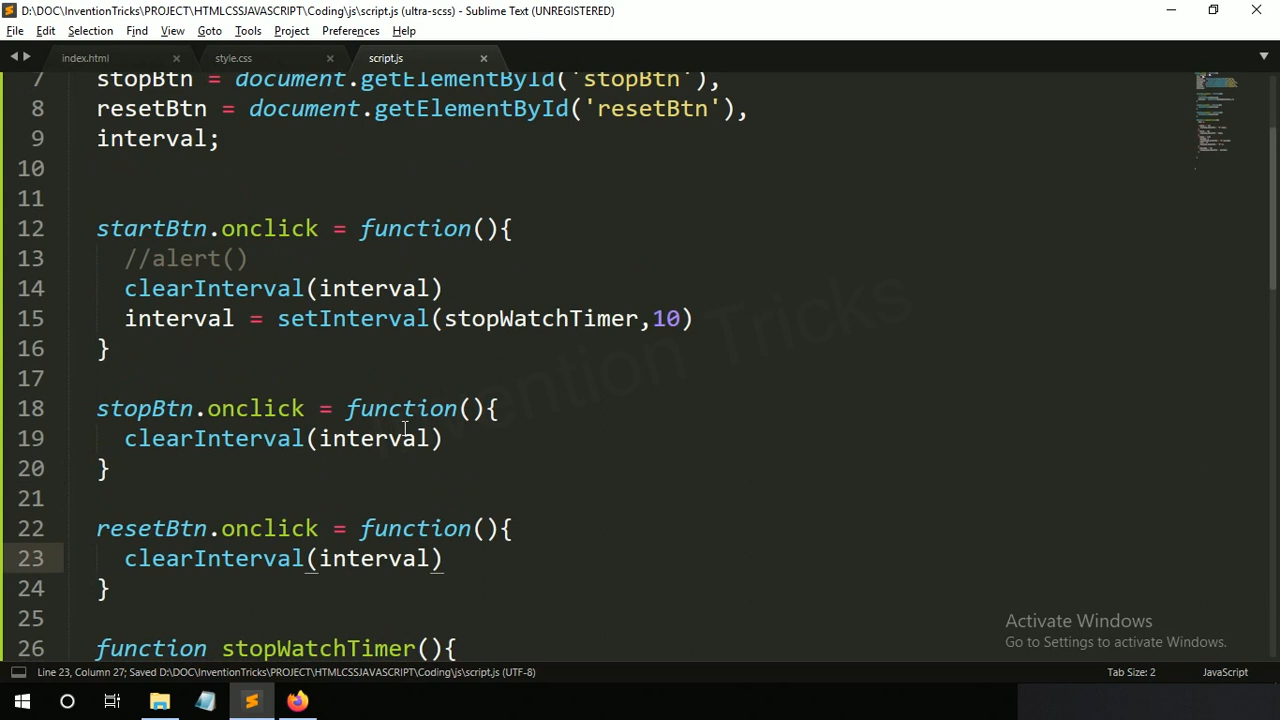 D:\DOC\InventionTricks\PROJECT\HTMLCSSJAVASCRIPT\Coding\js\script.js (ultra-scss) - Sublime Text (UNREGISTERED)
File Edit Selection Find View Goto Tools Project Preferences Help
index.html style.css script.js
7 stopBtn = document.getElementById('stopBtn'),
8 resetBtn = document.getElementById('resetBtn'),
9 interval;
10
11
12 startBtn.onclick = function(){
13 //alert()
14 clearInterval(interval)
15 interval = setInterval(stopWatchTimer,10)
16 }
17
18 stopBtn.onclick = function(){
19 clearInterval(interval)
20 }
21
22 resetBtn.onclick = function(){
23 clearInterval(interval)
24 }
25
26 function stopWatchTimer(){
Invention Tricks
Activate Windows
Go to Settings to activate Windows.
Line 23, Column 27; Saved D:\DOC\InventionTricks\PROJECT\HTMLCSSJAVASCRIPT\Coding\js\script.js (UTF-8) Tab Size: 2 JavaScript